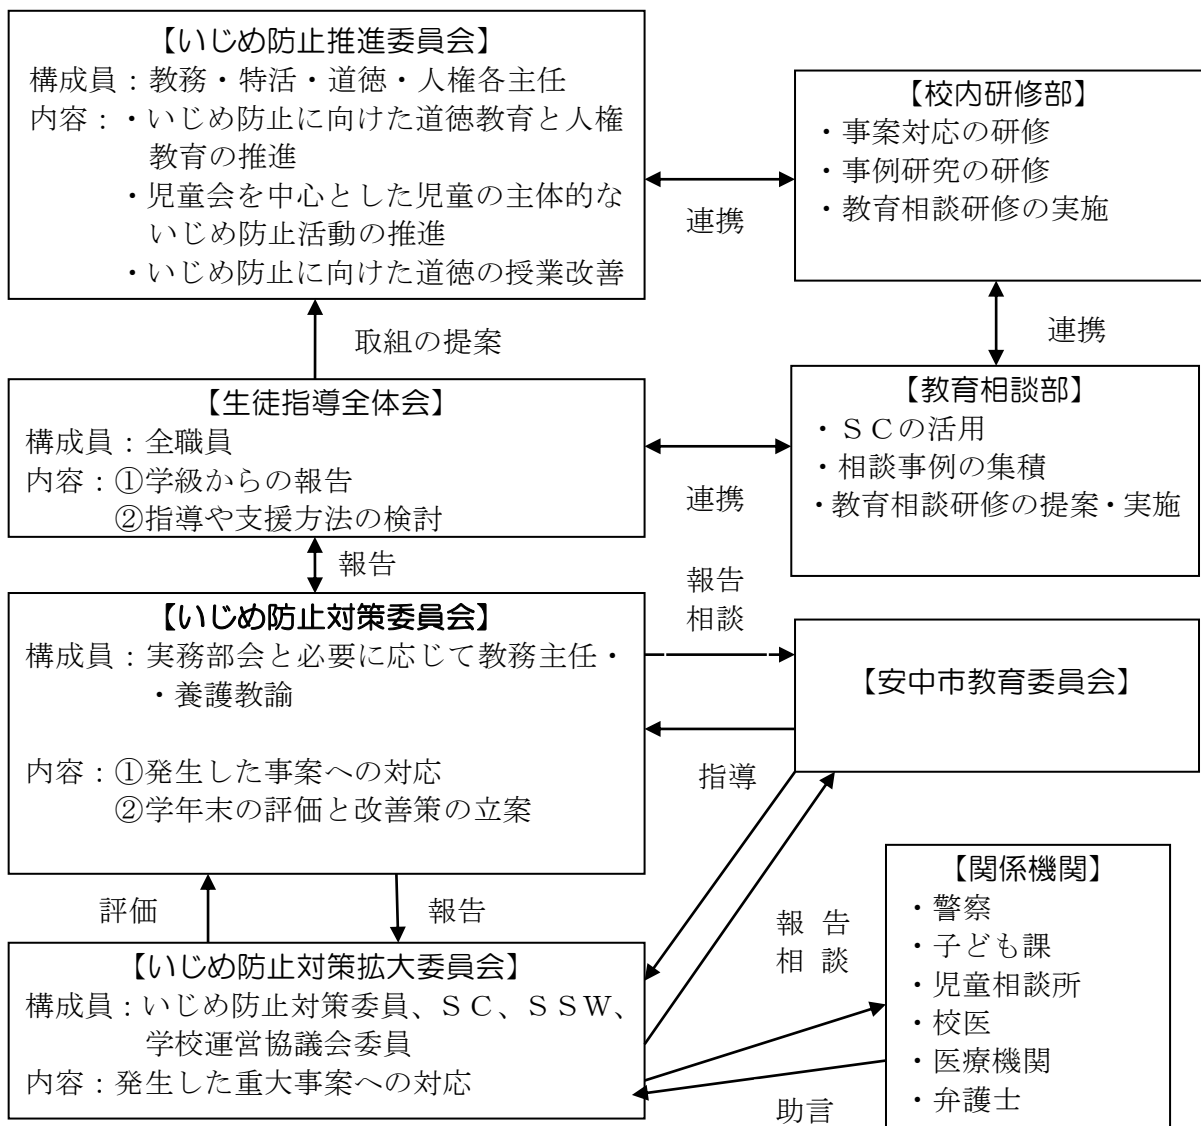 【いじめ防止推進委員会】
構成員：教務・特活・道徳・人権各主任
内容：・いじめ防止に向けた道徳教育と人権
教育の推進
・児童会を中心とした児童の主体的な
いじめ防止活動の推進
・いじめ防止に向けた道徳の授業改善
連携
【校内研修部】
・事案対応の研修
・事例研究の研修
・教育相談研修の実施
連携
取組の提案
【生徒指導全体会】
構成員：全職員
内容：①学級からの報告
②指導や支援方法の検討
連携
【教育相談部】
・ＳＣの活用
・相談事例の集積
・教育相談研修の提案・実施
報告
【いじめ防止対策委員会】
構成員：実務部会と必要に応じて教務主任・
・養護教諭
内容：①発生した事案への対応
②学年末の評価と改善策の立案
報告
相談
【安中市教育委員会】
指導
評価
報告
【いじめ防止対策拡大委員会】
構成員：いじめ防止対策委員、ＳＣ、ＳＳＷ、
学校運営協議会委員
内容：発生した重大事案への対応
報 告
相 談
助言
【関係機関】
・警察
・子ども課
・児童相談所
・校医
・医療機関
・弁護士